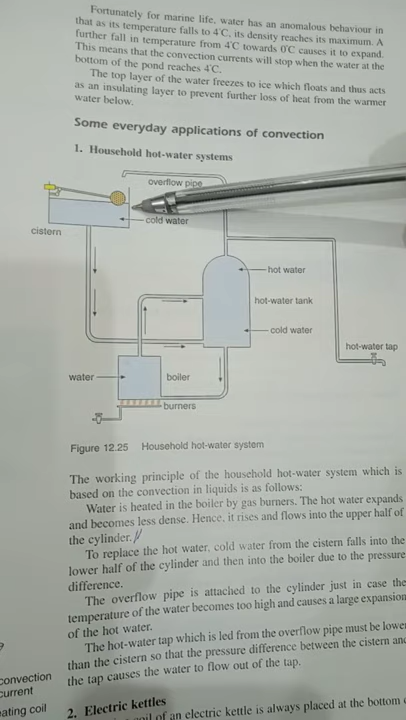 Fortunately for marine life, water has an anomalous behaviour in
that as its temperature falls to 4°C, its density reaches its maximum. A
further fall in temperature from 4°C towards 0°C causes it to expand.
This means that the convection currents will stop when the water at the
bottom of the pond reaches 4°C.
The top layer of the water freezes to ice which floats and thus acts
as an insulating layer to prevent further loss of heat from the warmer
water below.
Some everyday applications of convection
1. Household hot-water systems
overflow pipe
cold water
cistern
hot water
hot-water tank
cold water
hot-water tap
water
boiler
burners
Figure 12.25 Household hot-water system
The working principle of the household hot-water system which is
based on the convection in liquids is as follows:
Water is heated in the boiler by gas burners. The hot water expands
and becomes less dense. Hence, it rises and flows into the upper half of
the cylinder.
To replace the hot water, cold water from the cistern falls into the
lower half of the cylinder and then into the boiler due to the pressure
difference.
The overflow pipe is attached to the cylinder just in case the
temperature of the water becomes too high and causes a large expansion
of the hot water.
The hot-water tap which is led from the overflow pipe must be lower
than the cistern so that the pressure difference between the cistern and
the tap causes the water to flow out of the tap.
convection
current
ating coil
2. Electric kettles
coil of an electric kettle is always placed at the bottom